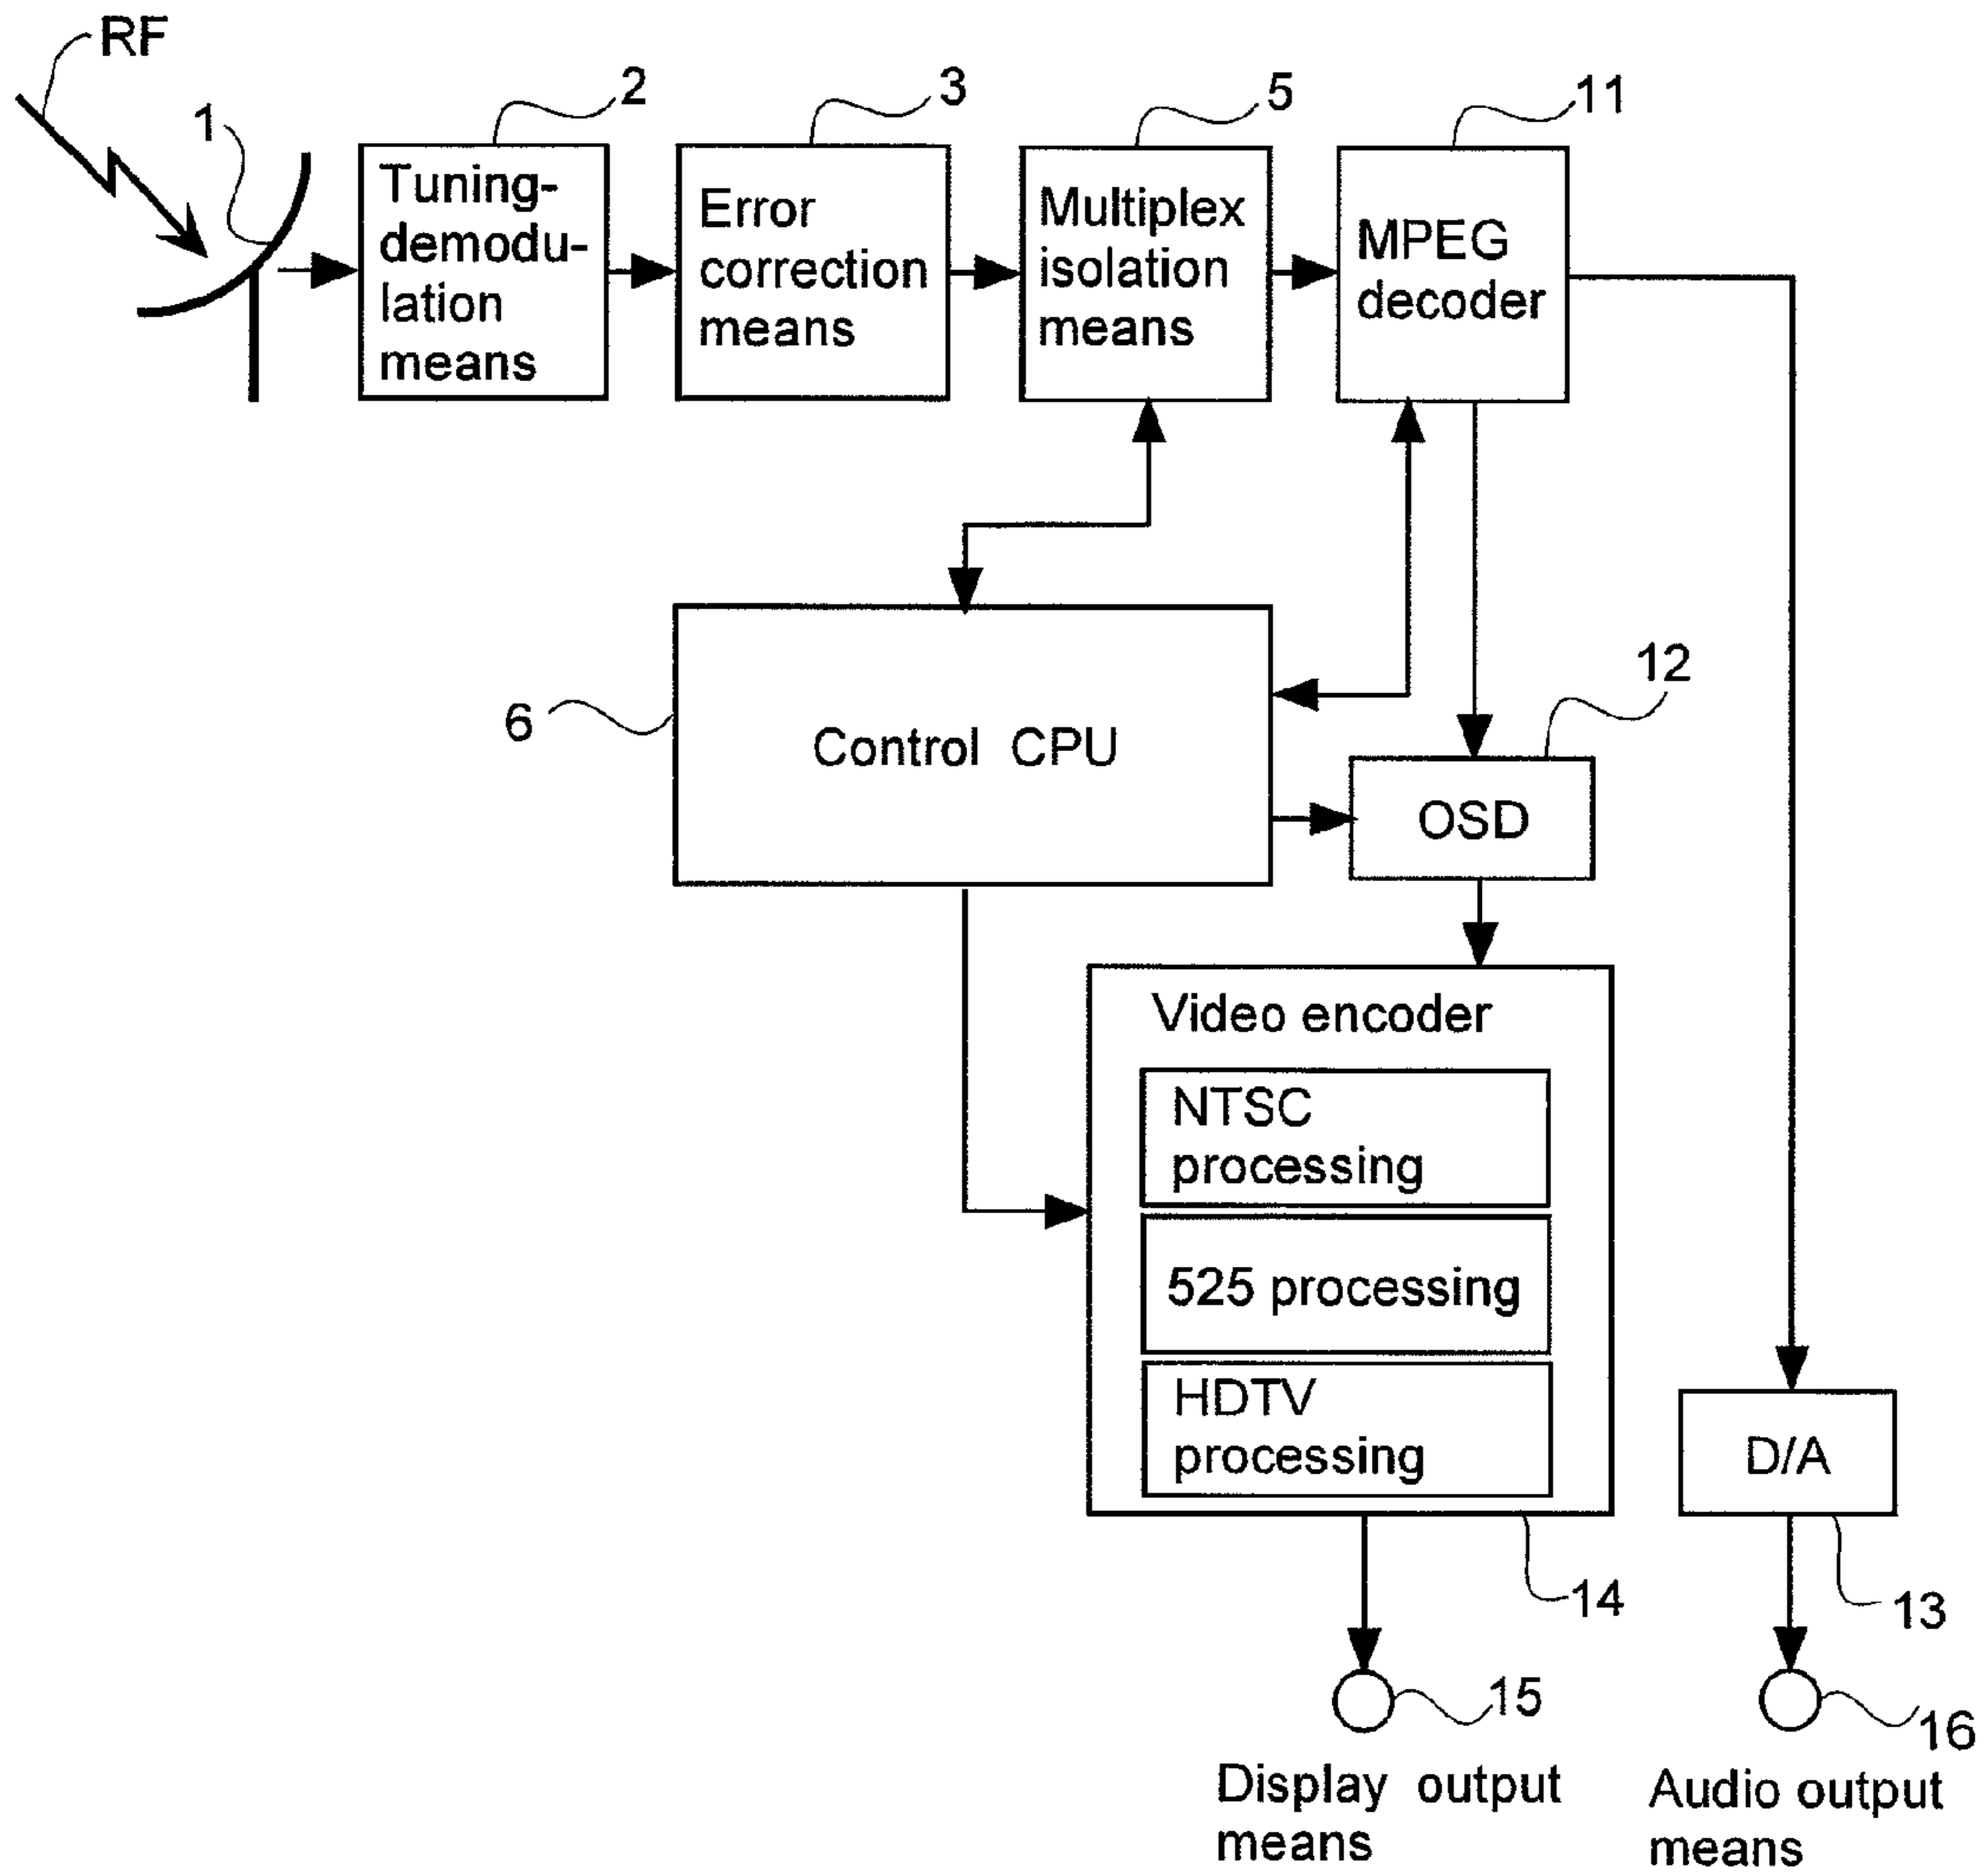 RF
1
2
3
5
11
Tuning-
demodu-
lation
means
Error
correction
means
Multiplex
isolation
means
MPEG
decoder
6
Control CPU
12
OSD
Video encoder
NTSC
processing
525 processing
HDTV
processing
D/A
14
13
15
16
Display output
means
Audio output
means